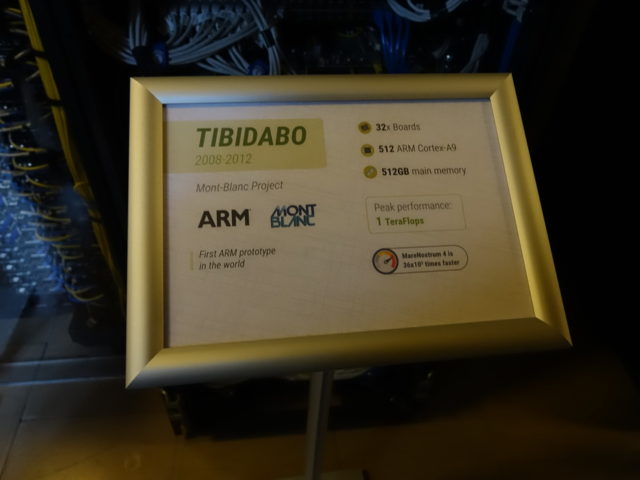 TIBIDABO
2008-2012
Mont-Blanc Project
ARM
MONT
BLANC
First ARM prototype
in the world
32x Boards
512 ARM Cortex-A9
512GB main memory
Peak performance:
1 TeraFlops
MareNostrum 4 is
36x10³ times faster